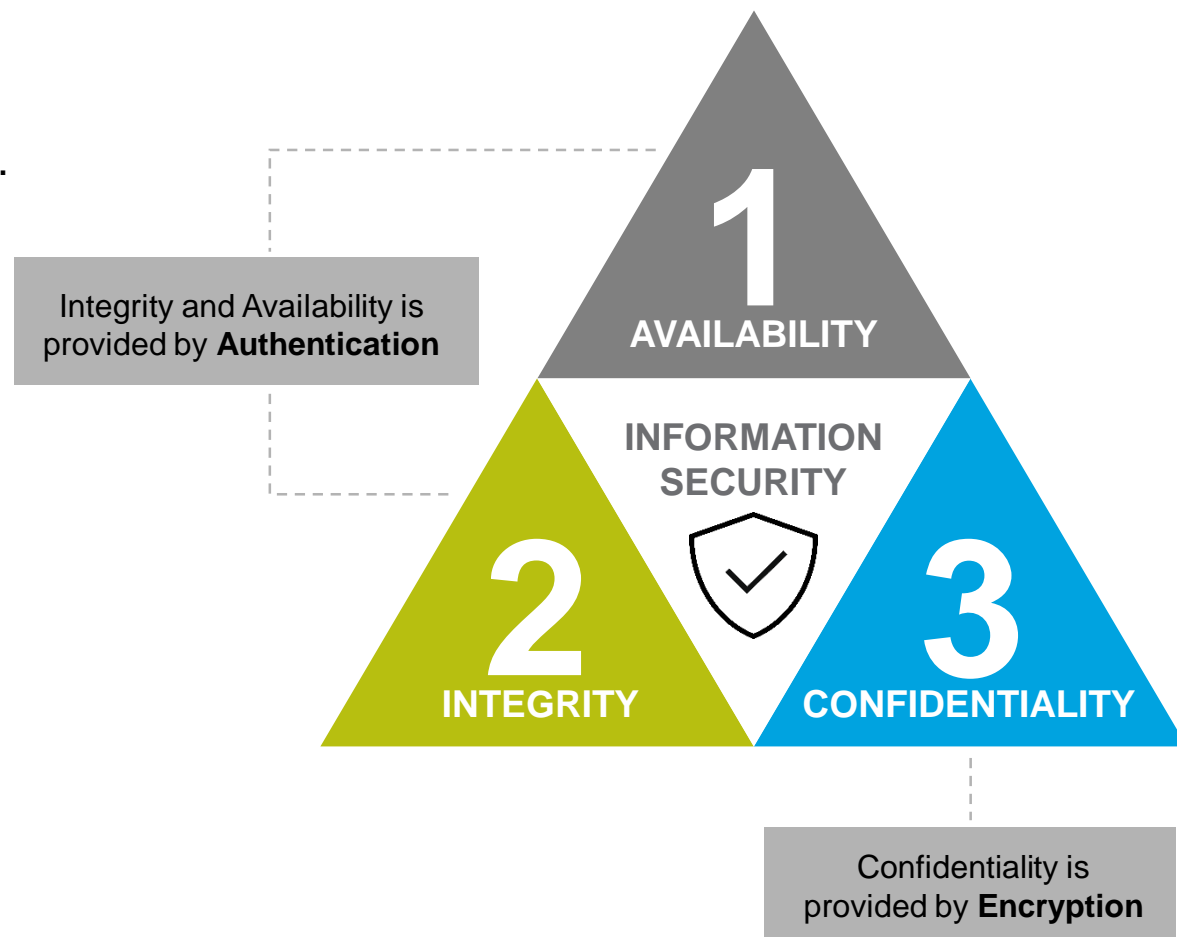 .
1
AVAILABILITY
Integrity and Availability is
provided by Authentication
INFORMATION
SECURITY
2
INTEGRITY
3
CONFIDENTIALITY
Confidentiality is
provided by Encryption